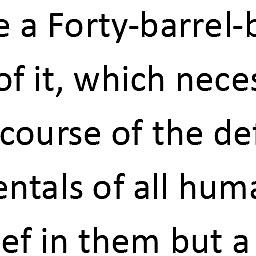 e a Forty-barrel-b
of it, which neces
course of the def
entals of all huma
ef in them but a